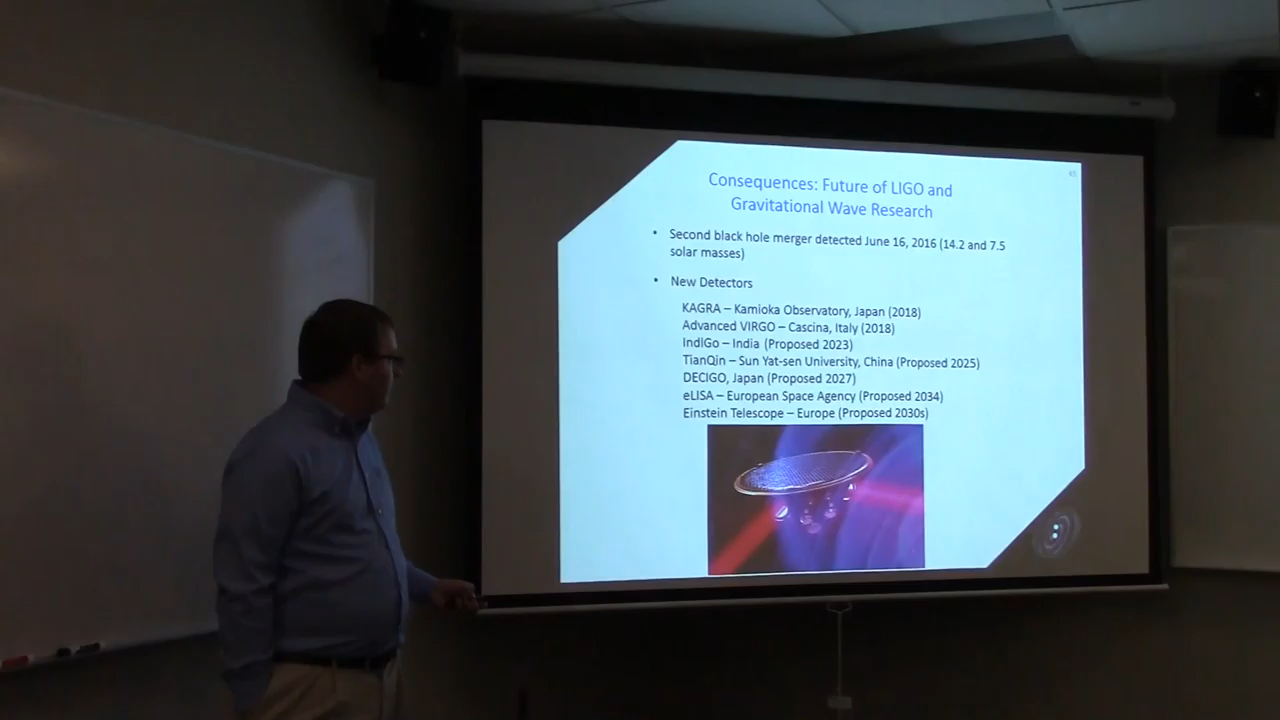 45
Consequences: Future of LIGO and
Gravitational Wave Research
• Second black hole merger detected June 16, 2016 (14.2 and 7.5
solar masses)
• New Detectors
KAGRA – Kamioka Observatory, Japan (2018)
Advanced VIRGO – Cascina, Italy (2018)
IndIGo – India (Proposed 2023)
TianQin – Sun Yat-sen University, China (Proposed 2025)
DECIGO, Japan (Proposed 2027)
eLISA – European Space Agency (Proposed 2034)
Einstein Telescope – Europe (Proposed 2030s)